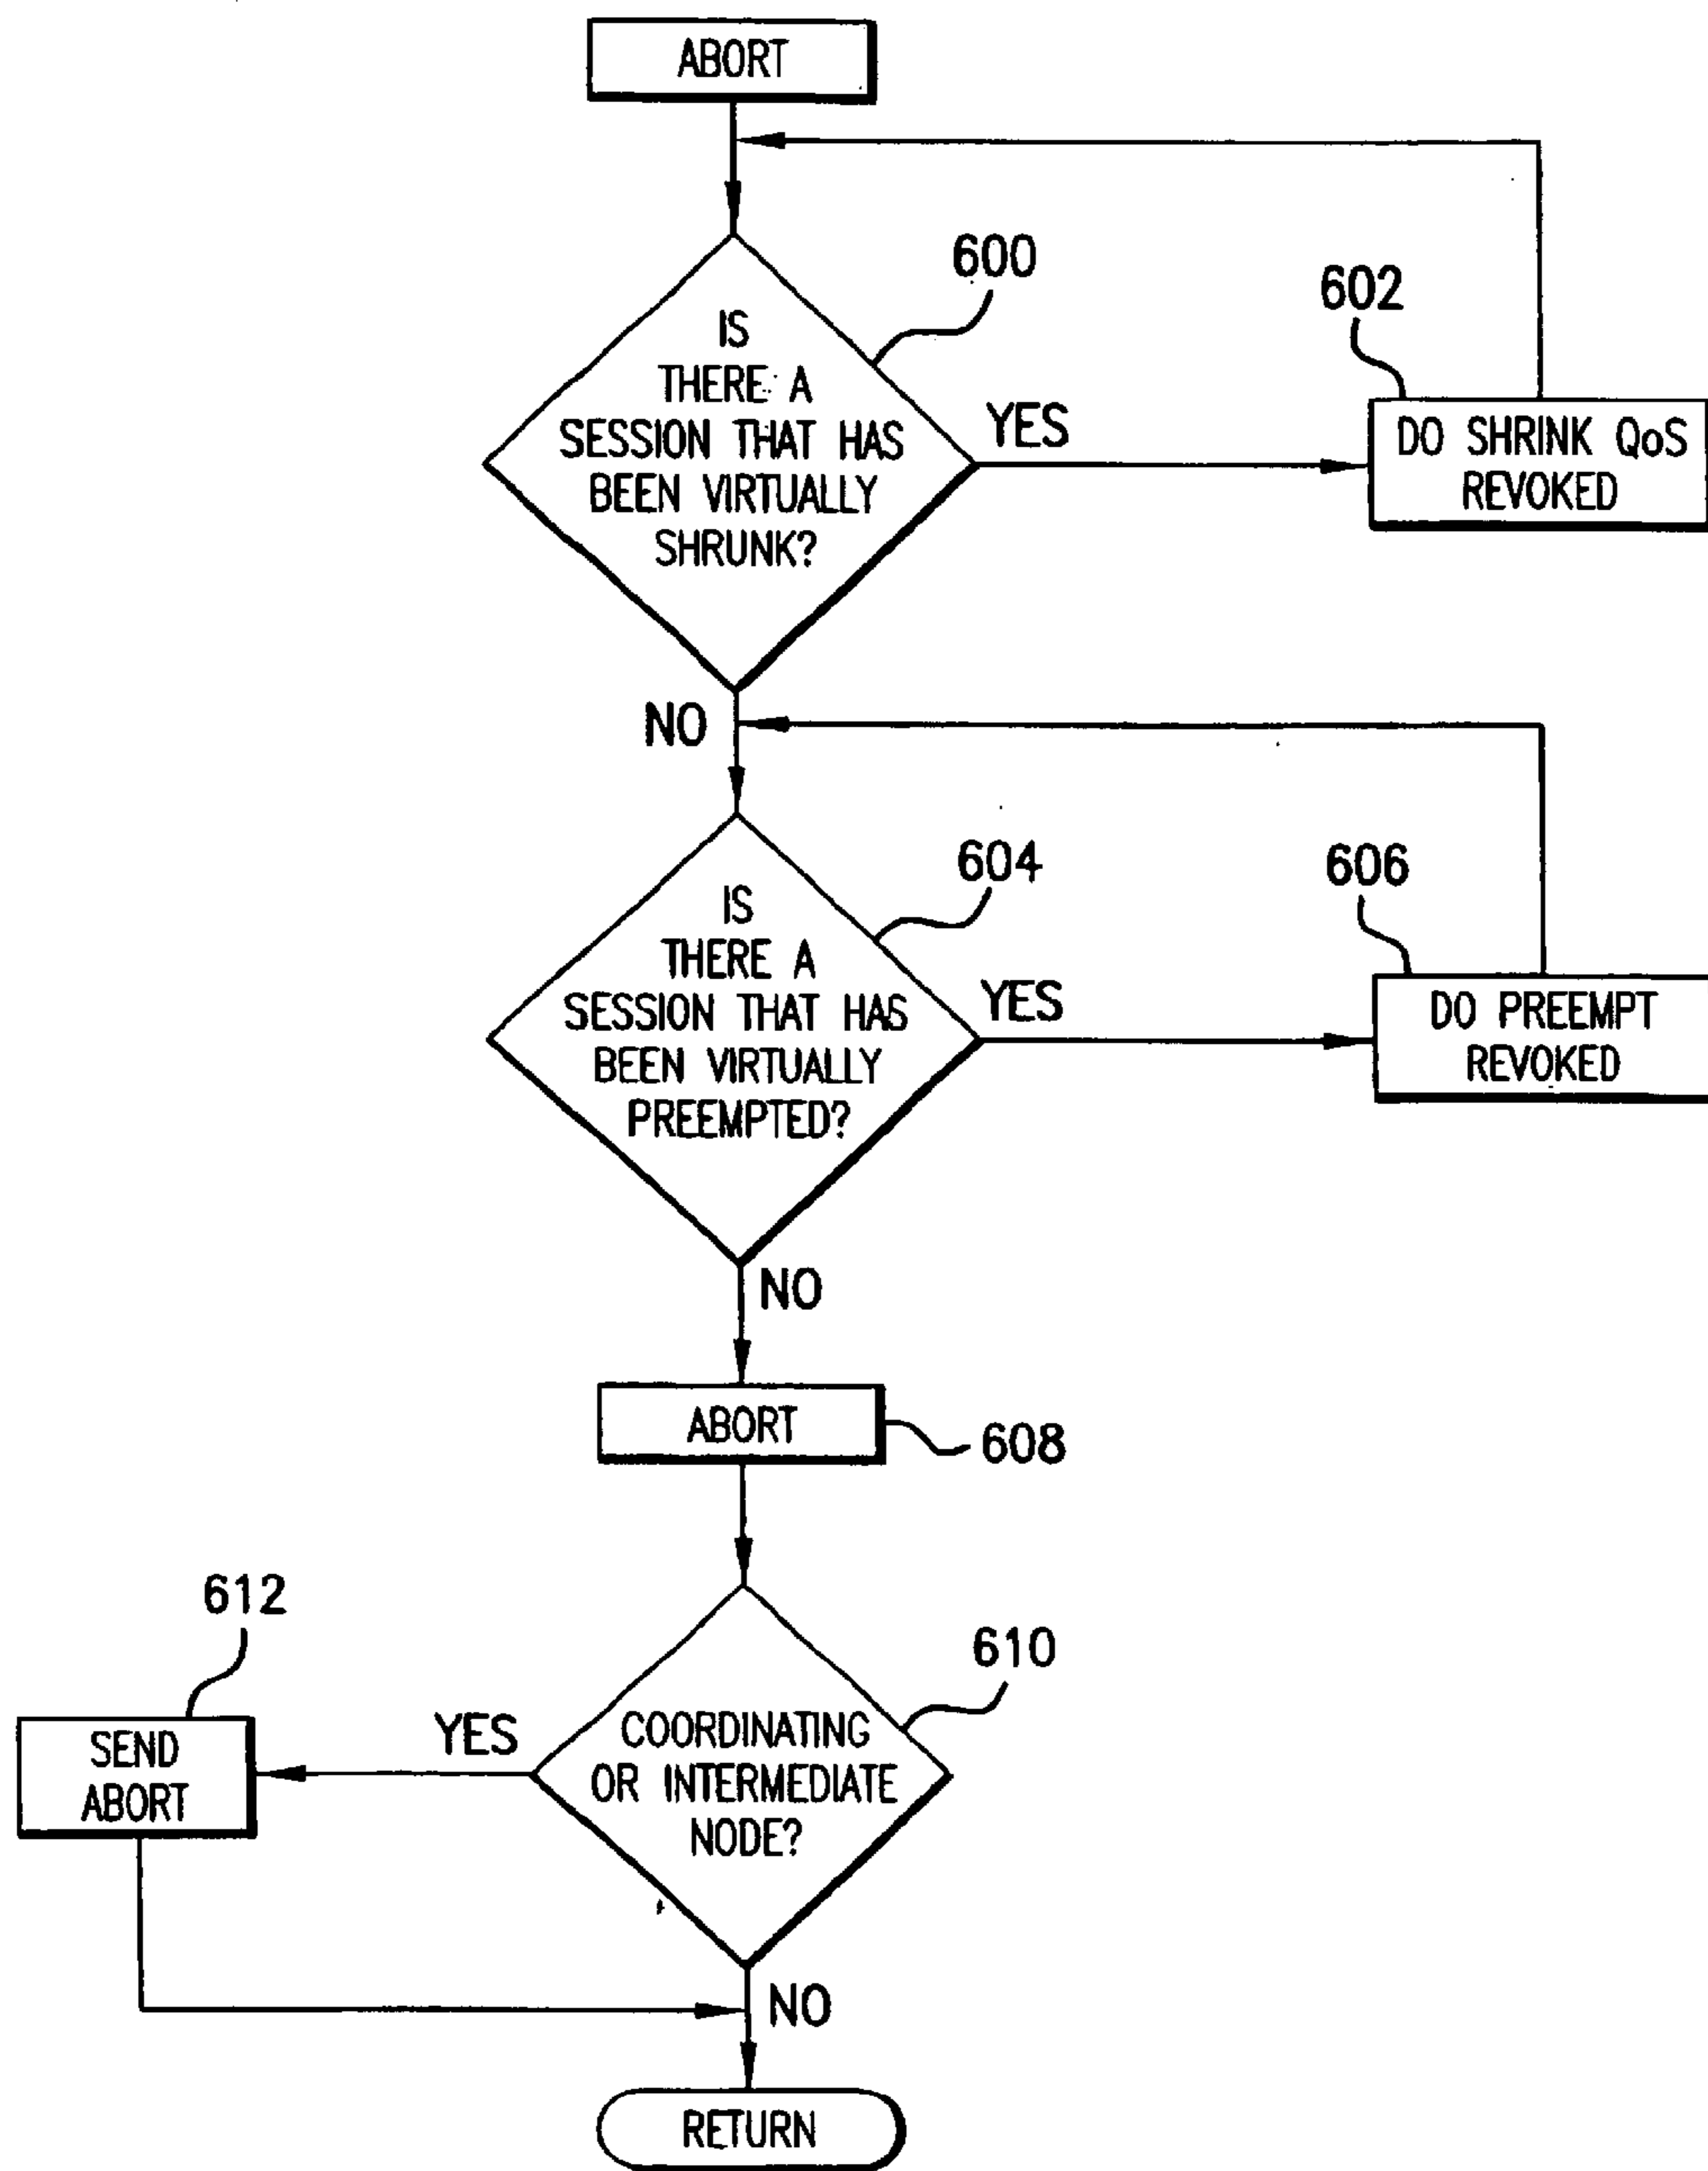 ABORT
600
602
IS
THERE A
SESSION THAT HAS
BEEN VIRTUALLY
SHRUNK?
YES
DO SHRINK QoS
REVOKED
NO
604
606
IS
THERE A
SESSION THAT HAS
BEEN VIRTUALLY
PREEMPTED?
YES
DO PREEMPT
REVOKED
NO
ABORT
608
612
610
SEND
ABORT
YES
COORDINATING
OR INTERMEDIATE
NODE?
NO
RETURN